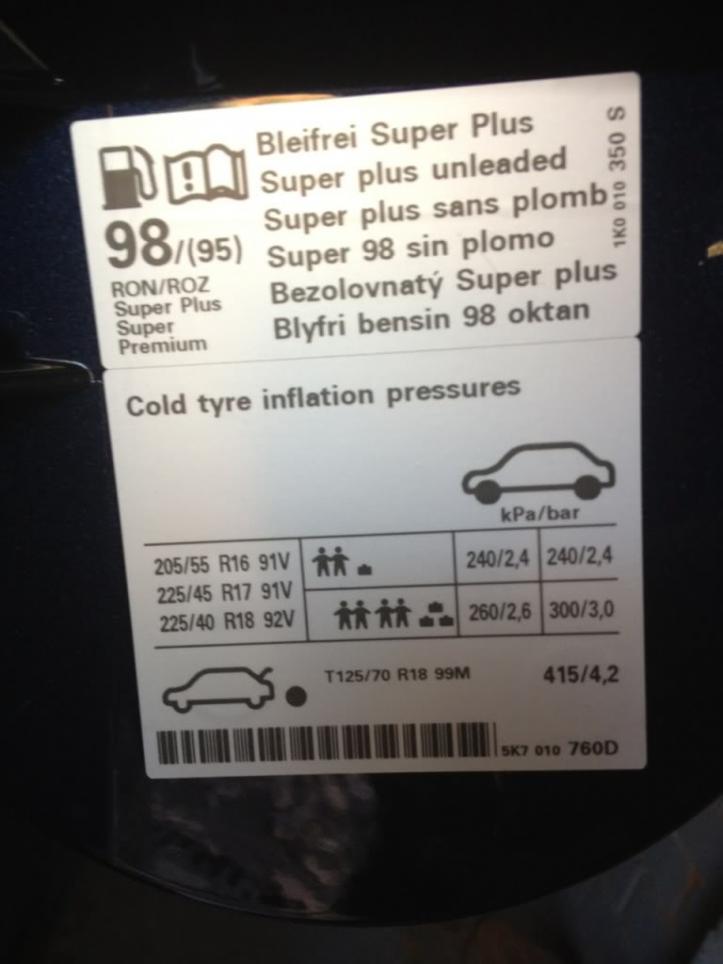 Bleifrei Super Plus
Super plus unleaded
Super plus sans plomb
Super 98 sin plomo
Bezolovnatý Super plus
Blyfri bensin 98 oktan
98/(95)
RON/ROZ
Super Plus
Super
Premium
1K0 010 350 S
Cold tyre inflation pressures
kPa/bar
205/55 R16 91V
225/45 R17 91V
225/40 R18 92V
240/2,4 240/2,4
260/2,6 300/3,0
T125/70 R18 99M 415/4,2
5K7 010 760D